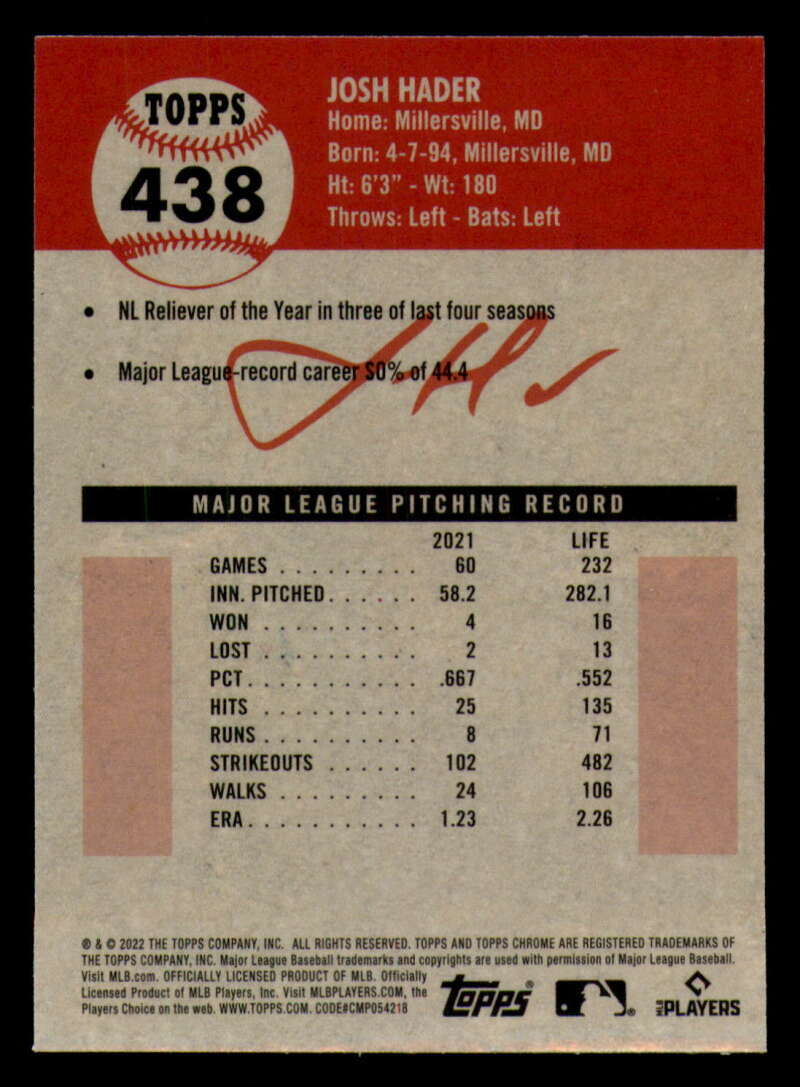 TOPPS
438
JOSH HADER
Home: Millersville, MD
Born: 4-7-94, Millersville, MD
Ht: 6'3" - Wt: 180
Throws: Left - Bats: Left
• NL Reliever of the Year in three of last four seasons
• Major League-record career SO% of 44.4
MAJOR LEAGUE PITCHING RECORD
2021 LIFE
GAMES . . . . . . . . . 60 232
INN. PITCHED . . . . . . 58.2 282.1
WON . . . . . . . . . . 4 16
LOST . . . . . . . . . . 2 13
PCT . . . . . . . . . . . .667 .552
HITS . . . . . . . . . . 25 135
RUNS . . . . . . . . . . 8 71
STRIKEOUTS . . . . . . 102 482
WALKS . . . . . . . . . 24 106
ERA . . . . . . . . . . . 1.23 2.26
® & © 2022 THE TOPPS COMPANY, INC. ALL RIGHTS RESERVED. TOPPS AND TOPPS CHROME ARE REGISTERED TRADEMARKS OF
THE TOPPS COMPANY, INC. Major League Baseball trademarks and copyrights are used with permission of Major League Baseball.
Visit MLB.com. OFFICIALLY LICENSED PRODUCT OF MLB. Officially
Licensed Product of MLB Players, Inc. Visit MLBPLAYERS.COM, the
Players Choice on the web. WWW.TOPPS.COM. CODE#CMP054218
topps®
®
MLB PLAYERS